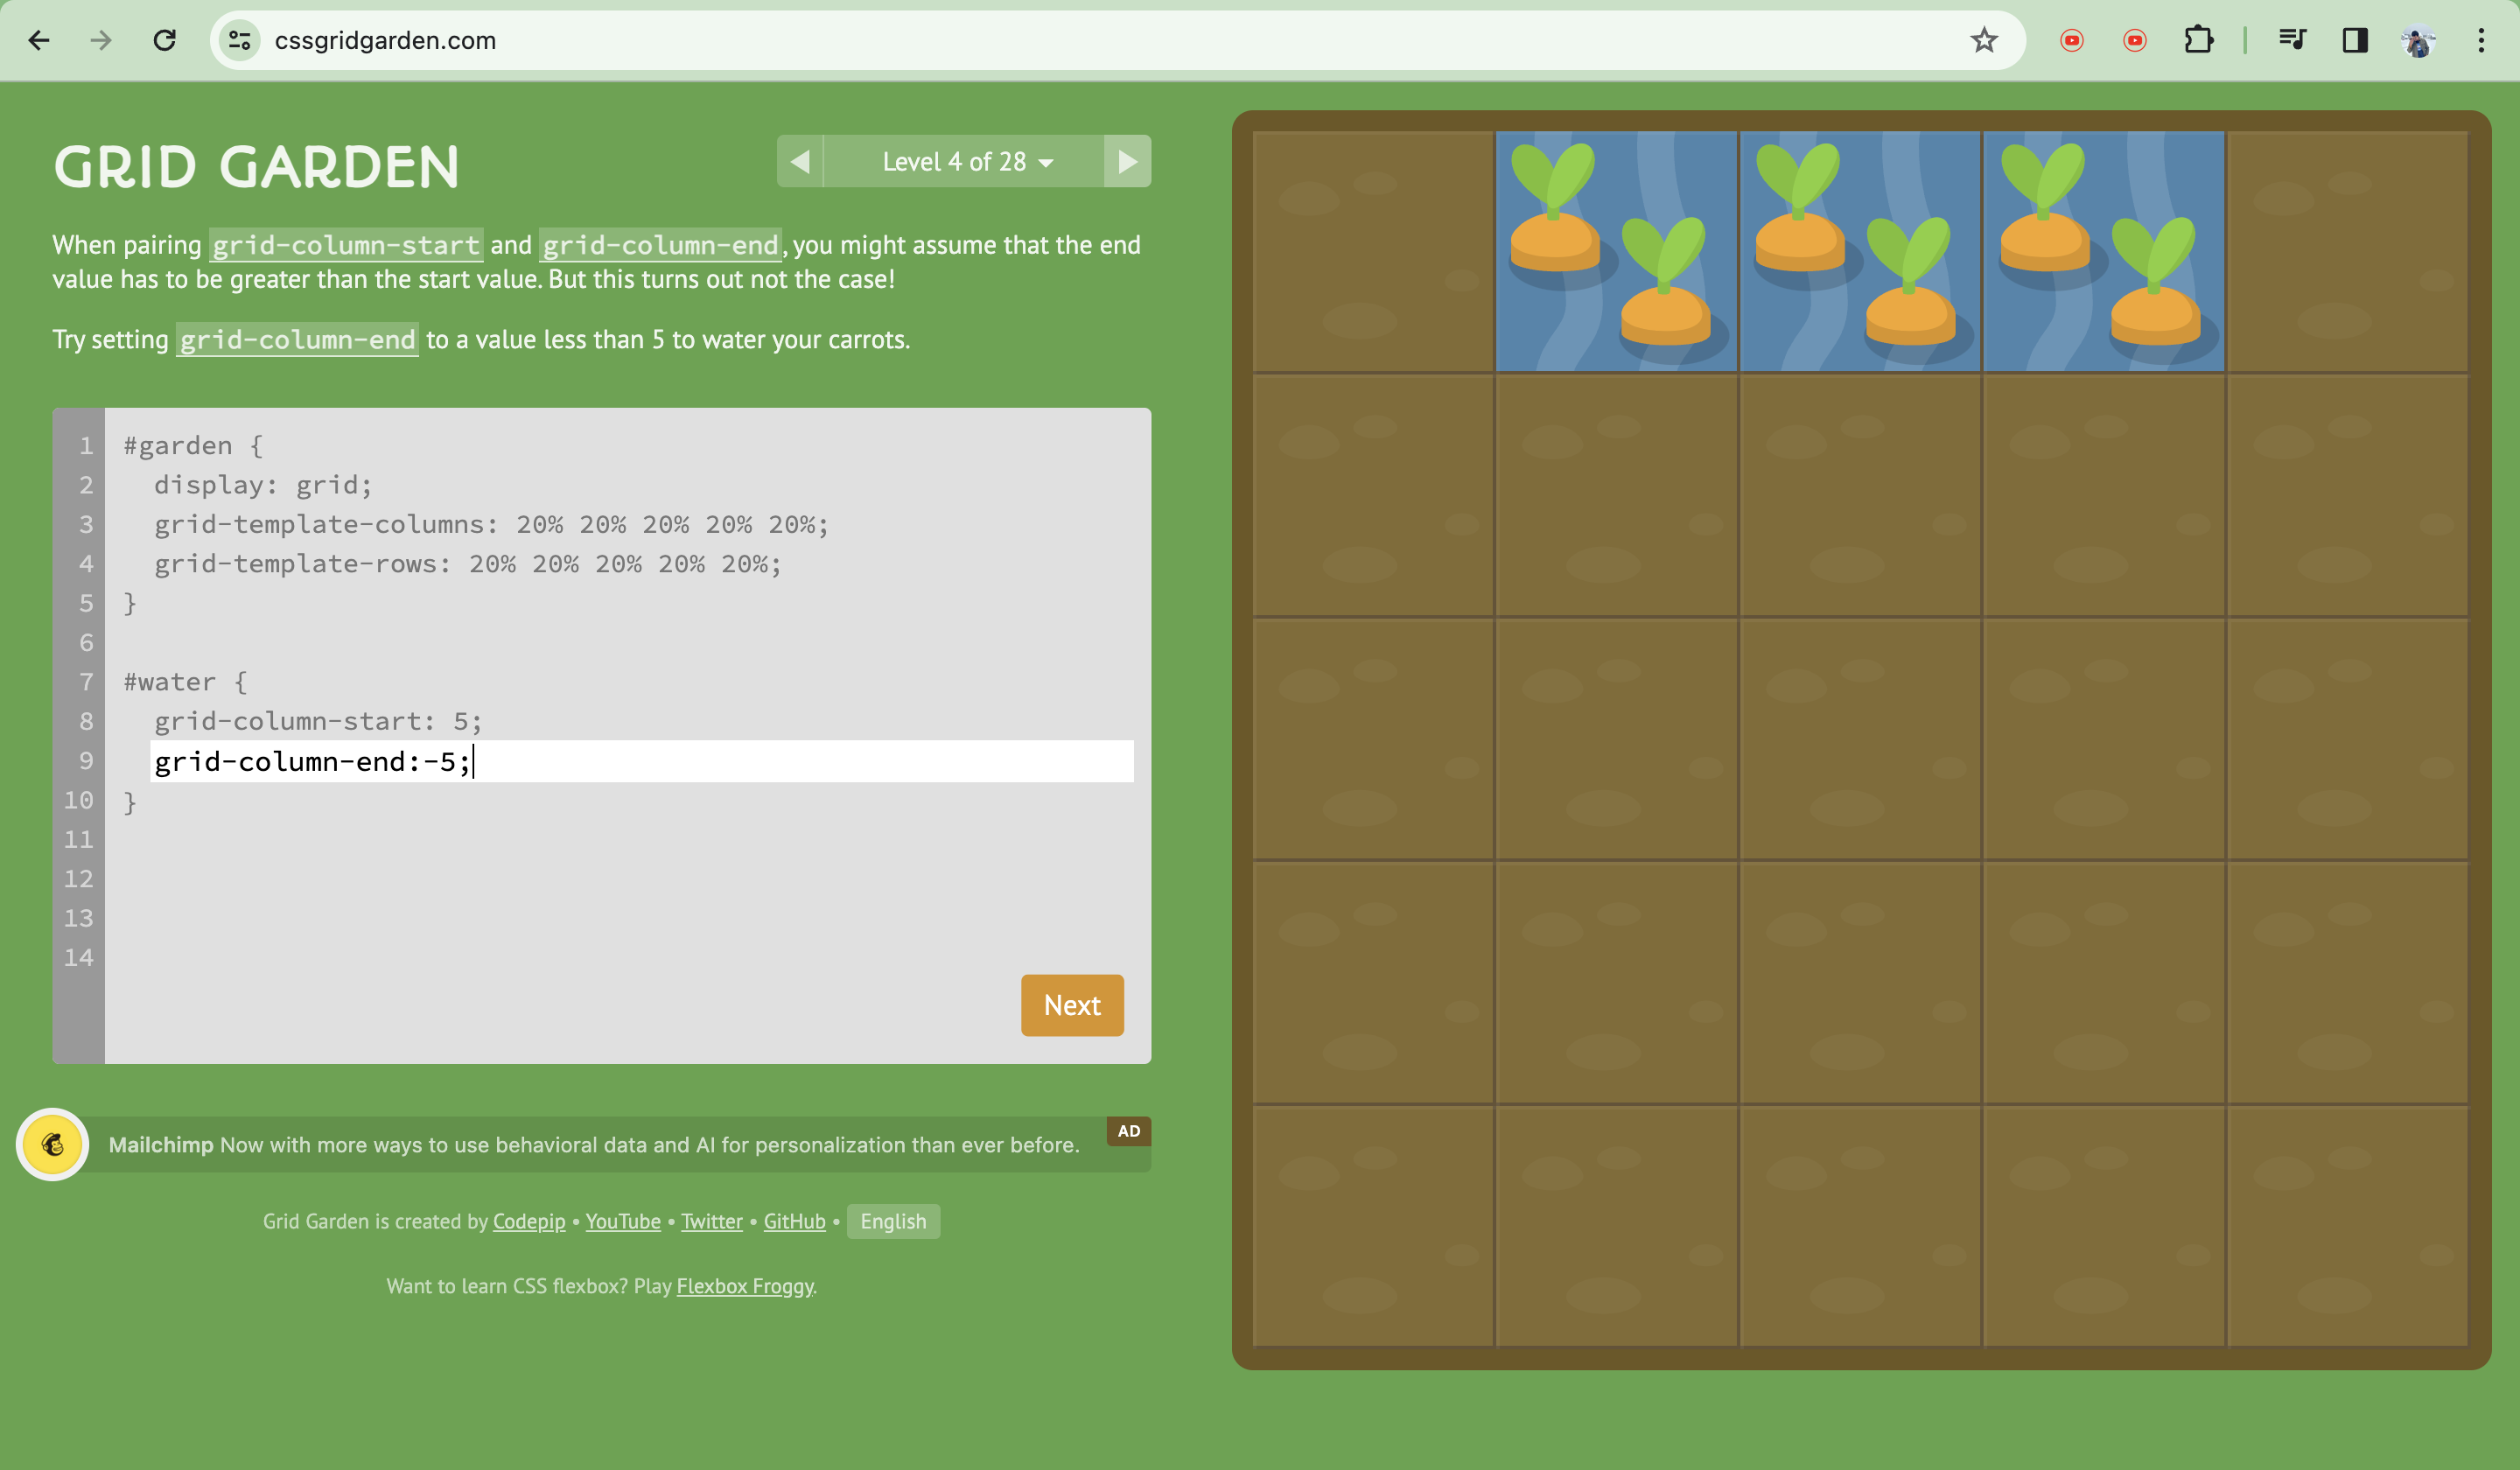 cssgridgarden.com
GRID GARDEN
Level 4 of 28
When pairing grid-column-start and grid-column-end, you might assume that the end
value has to be greater than the start value. But this turns out not the case!
Try setting grid-column-end to a value less than 5 to water your carrots.
1 #garden {
2 display: grid;
3 grid-template-columns: 20% 20% 20% 20% 20%;
4 grid-template-rows: 20% 20% 20% 20% 20%;
5 }
6
7 #water {
8 grid-column-start: 5;
9 grid-column-end:-5;
10 }
11
12
13
14
Next
AD
Mailchimp Now with more ways to use behavioral data and AI for personalization than ever before.
Grid Garden is created by Codepip • YouTube • Twitter • GitHub • English
Want to learn CSS flexbox? Play Flexbox Froggy.